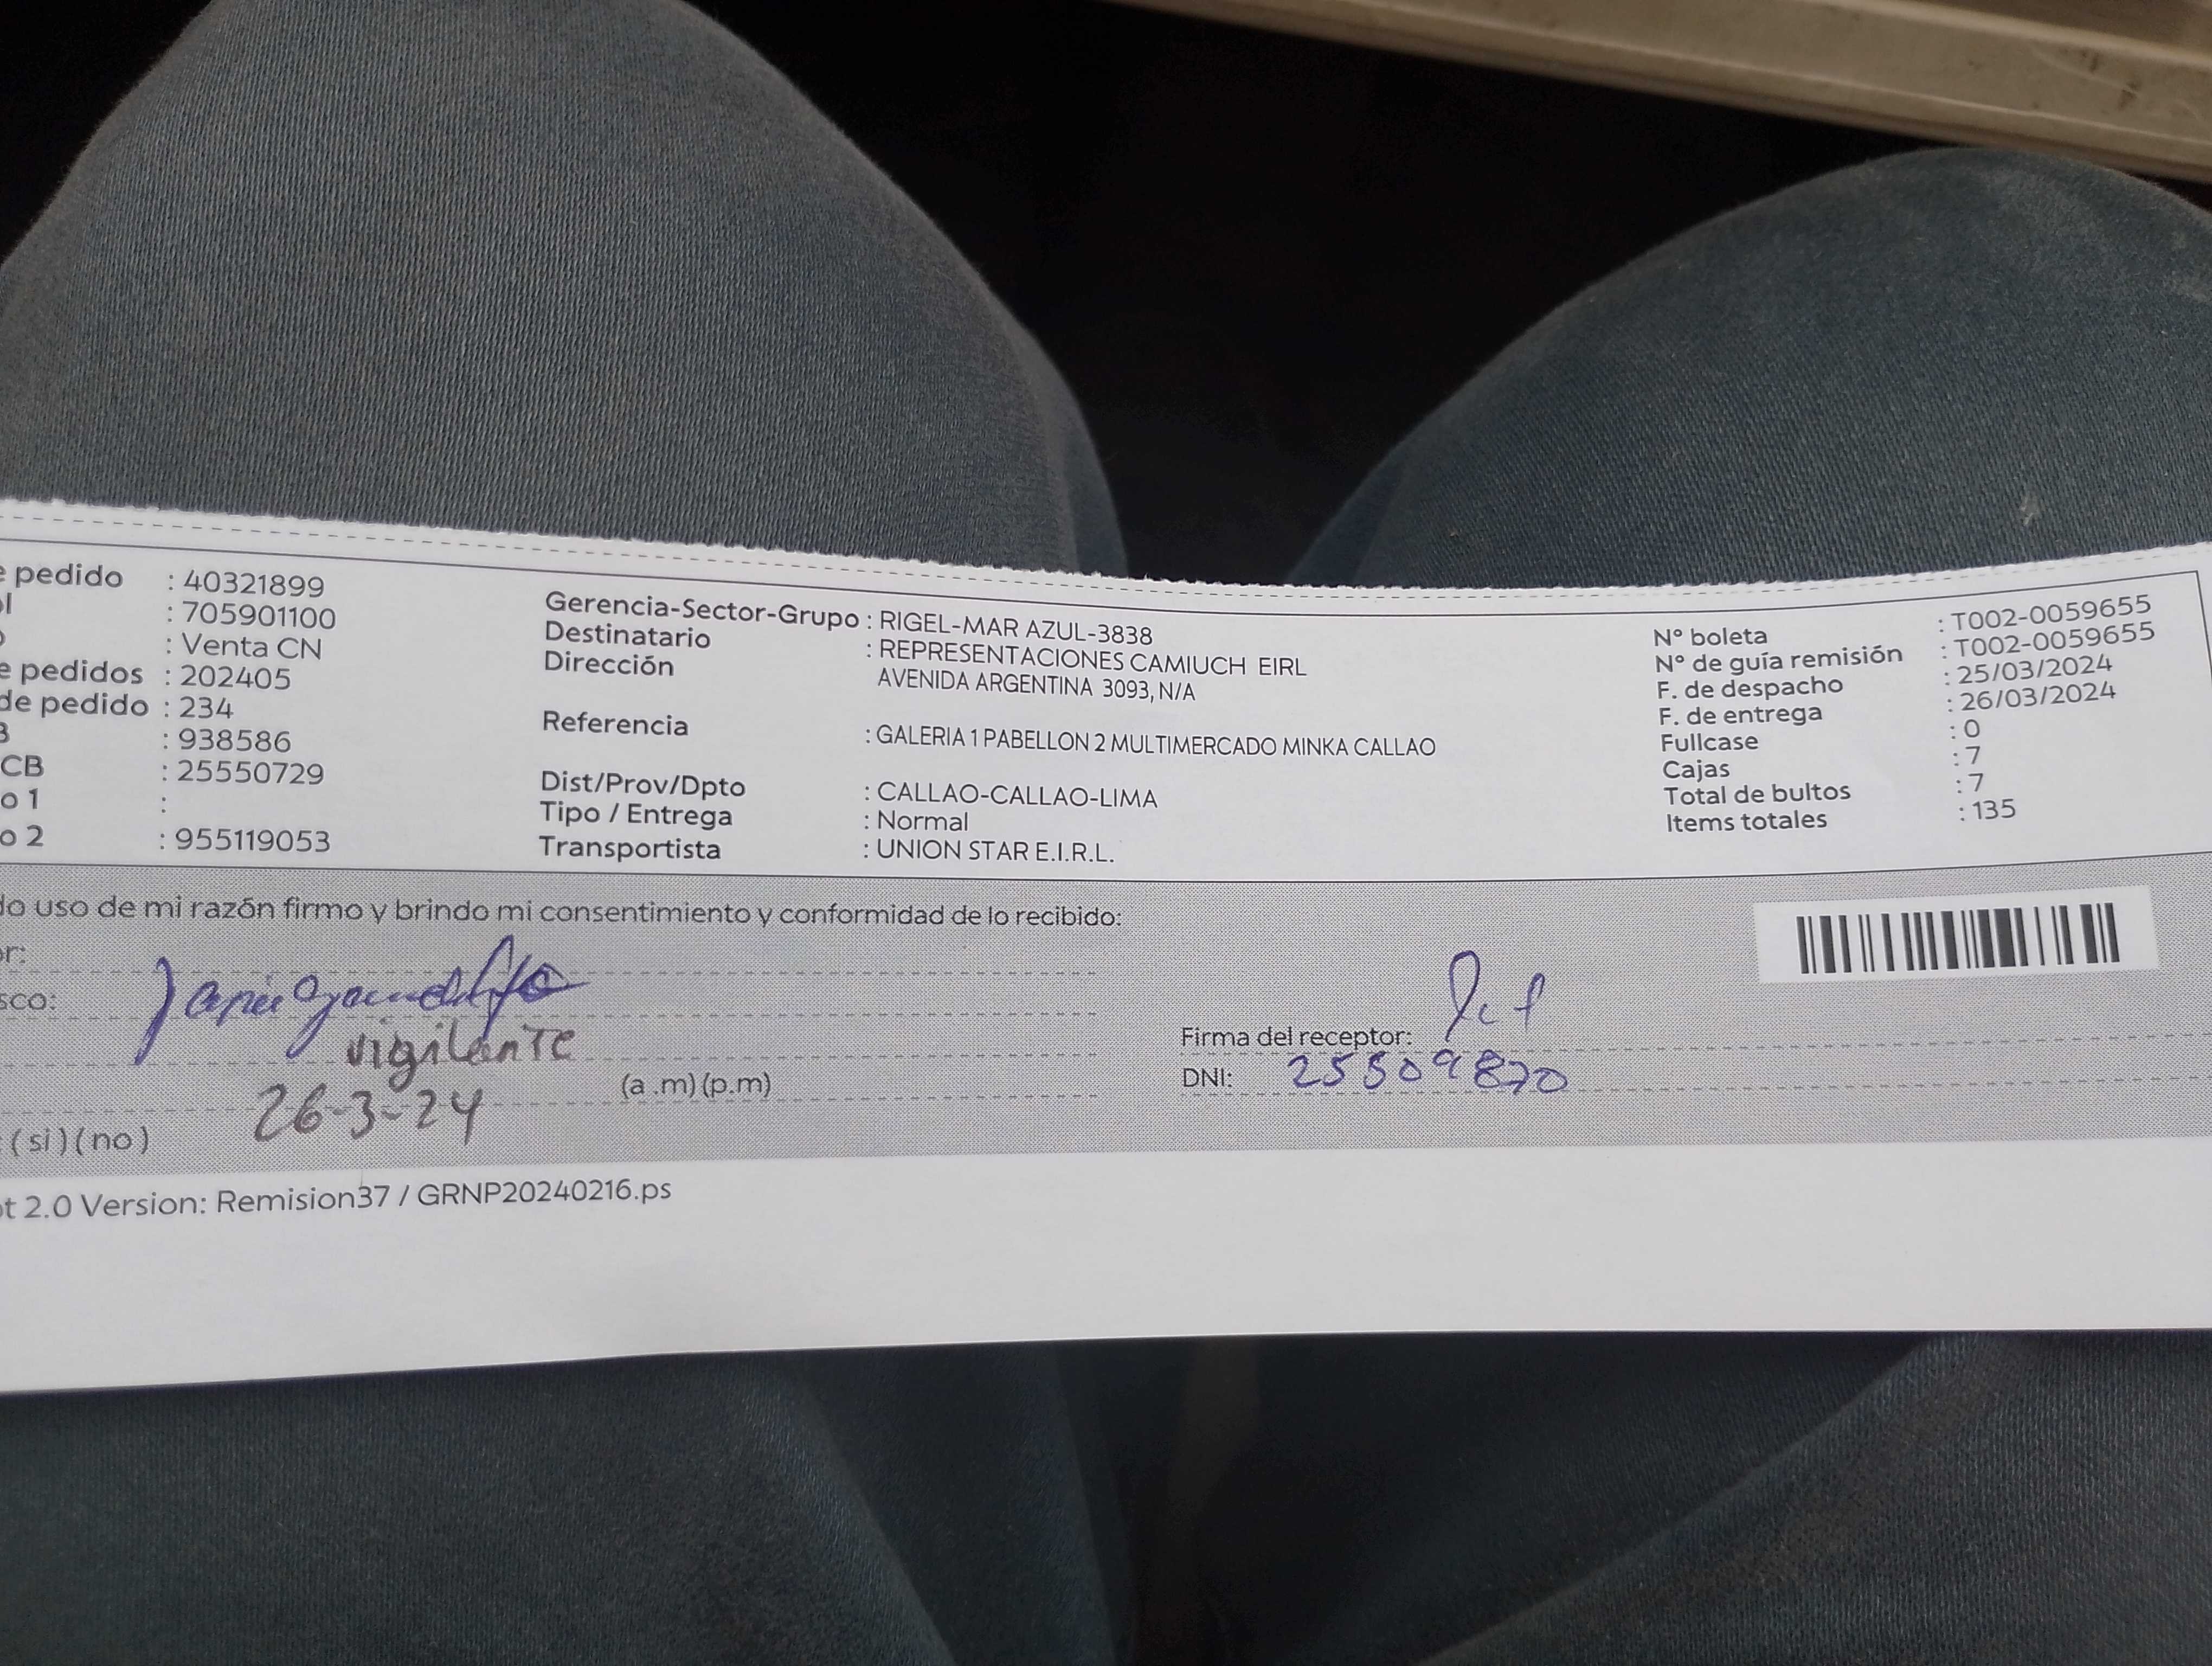 e pedido : 40321899
ol : 705901100
o : Venta CN
e pedidos : 202405
de pedido : 234
B : 938586
CB : 25550729
o 1 :
o 2 : 955119053
Gerencia-Sector-Grupo : RIGEL-MAR AZUL-3838
Destinatario : REPRESENTACIONES CAMIUCH EIRL
Dirección AVENIDA ARGENTINA 3093, N/A
Referencia : GALERIA 1 PABELLON 2 MULTIMERCADO MINKA CALLAO
Dist/Prov/Dpto : CALLAO-CALLAO-LIMA
Tipo / Entrega : Normal
Transportista : UNION STAR E.I.R.L.
N° boleta : T002-0059655
N° de guía remisión : T002-0059655
F. de despacho : 25/03/2024
F. de entrega : 26/03/2024
Fullcase : 0
Cajas : 7
Total de bultos : 7
Items totales : 135
do uso de mi razón firmo y brindo mi consentimiento y conformidad de lo recibido:
or:
sco:
vigilante
(a .m) (p.m)
26-3-24
: (si) (no)
Firma del receptor:
DNI: 25509870
pt 2.0 Version: Remision37 / GRNP20240216.ps